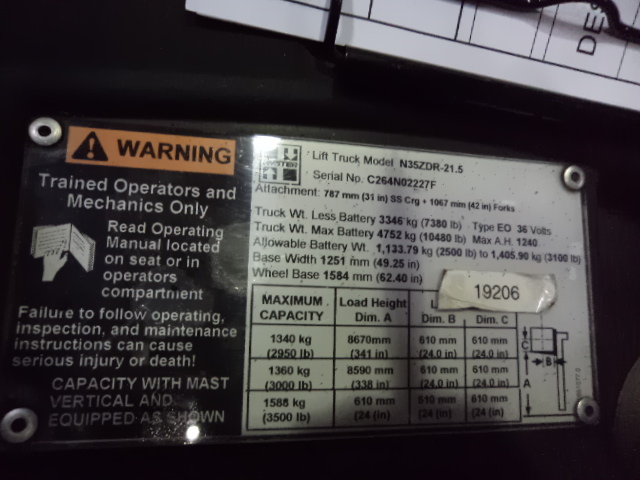 DES
WARNING
Trained Operators and
Mechanics Only
Read Operating
Manual located
on seat or in
operators
compartment
Failure to follow operating,
inspection, and maintenance
instructions can cause
serious injury or death!
CAPACITY WITH MAST
VERTICAL AND
EQUIPPED AS SHOWN
HYSTER
Lift Truck Model N35ZDR-21.5
Serial No. C264N02227F
Attachment: 787 mm (31 in) SS Crg + 1067 mm (42 in) Forks
Truck Wt. Less Battery 3346 kg (7380 lb) Type EO 36 Volts
Truck Wt. Max Battery 4752 kg (10480 lb) Max A.H. 1240
Allowable Battery Wt. 1,133.79 kg (2500 lb) to 1,405.90 kg (3100 lb)
Base Width 1251 mm (49.25 in)
Wheel Base 1584 mm (62.40 in)
19206
MAXIMUM CAPACITY Load Height Dim. A L Dim. B Dim. C
1340 kg 8670mm 610 mm 610 mm
(2950 lb) (341 in) (24.0 in) (24.0 in)
1360 kg 8590 mm 610 mm 610 mm
(3000 lb) (338 in) (24.0 in) (24.0 in)
1588 kg 610 mm 610 mm 610 mm
(3500 lb) (24 (in) (24 (in) (24 (in)
C
B
A